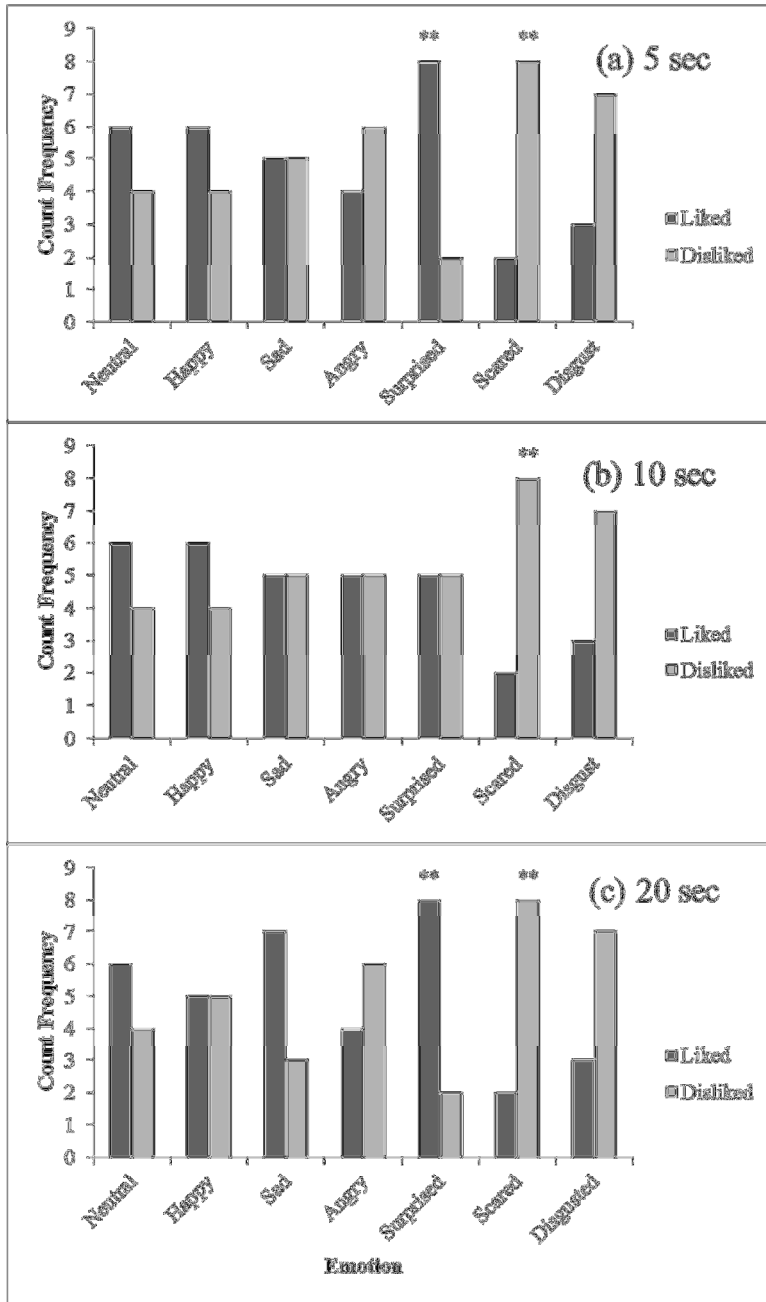 9
8
7
6
5
4
3
2
1
0
Count Frequency
** **
(a) 5 sec
Liked
Disliked
Neutral Happy Sad Angry Surprised Scared Disgust
9
8
7
6
5
4
3
2
1
0
Count Frequency
**
(b) 10 sec
Liked
Disliked
Neutral Happy Sad Angry Surprised Scared Disgust
9
8
7
6
5
4
3
2
1
0
Count Frequency
** **
(c) 20 sec
Liked
Disliked
Neutral Happy Sad Angry Surprised Scared Disgusted
Emotion